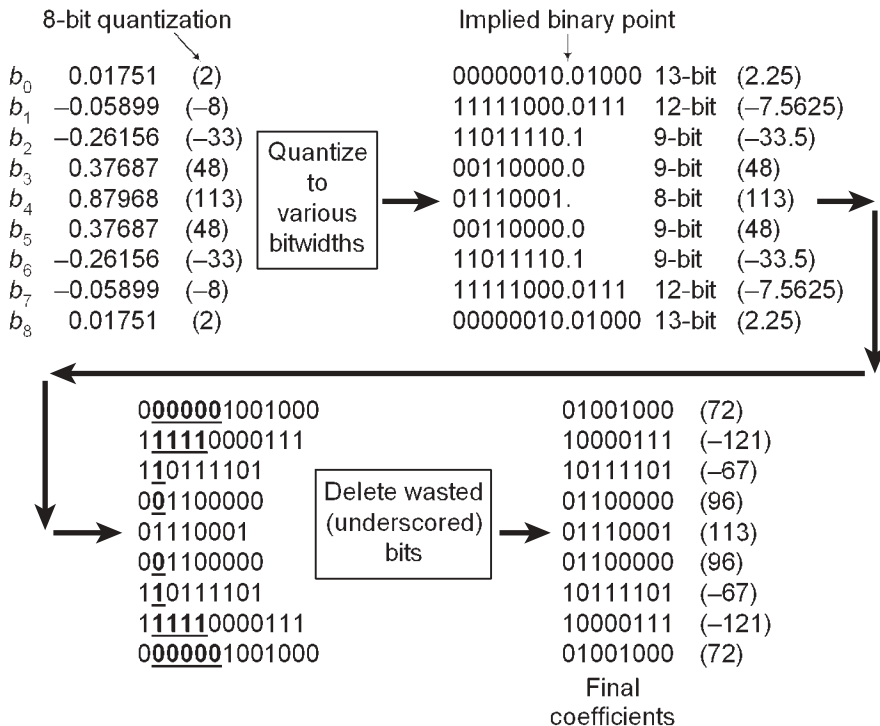 8-bit quantization
Implied binary point
b0 0.01751 (2)
b1 –0.05899 (–8)
b2 –0.26156 (–33)
b3 0.37687 (48)
b4 0.87968 (113)
b5 0.37687 (48)
b6 –0.26156 (–33)
b7 –0.05899 (–8)
b8 0.01751 (2)
Quantize
to
various
bitwidths
00000010.01000 13-bit (2.25)
11111000.0111 12-bit (–7.5625)
11011110.1 9-bit (–33.5)
00110000.0 9-bit (48)
01110001. 8-bit (113)
00110000.0 9-bit (48)
11011110.1 9-bit (–33.5)
11111000.0111 12-bit (–7.5625)
00000010.01000 13-bit (2.25)
0000001001000
111110000111
110111101
001100000
01110001
001100000
110111101
111110000111
0000001001000
Delete wasted
(underscored)
bits
01001000 (72)
10000111 (–121)
10111101 (–67)
01100000 (96)
01110001 (113)
01100000 (96)
10111101 (–67)
10000111 (–121)
01001000 (72)
Final
coefficients